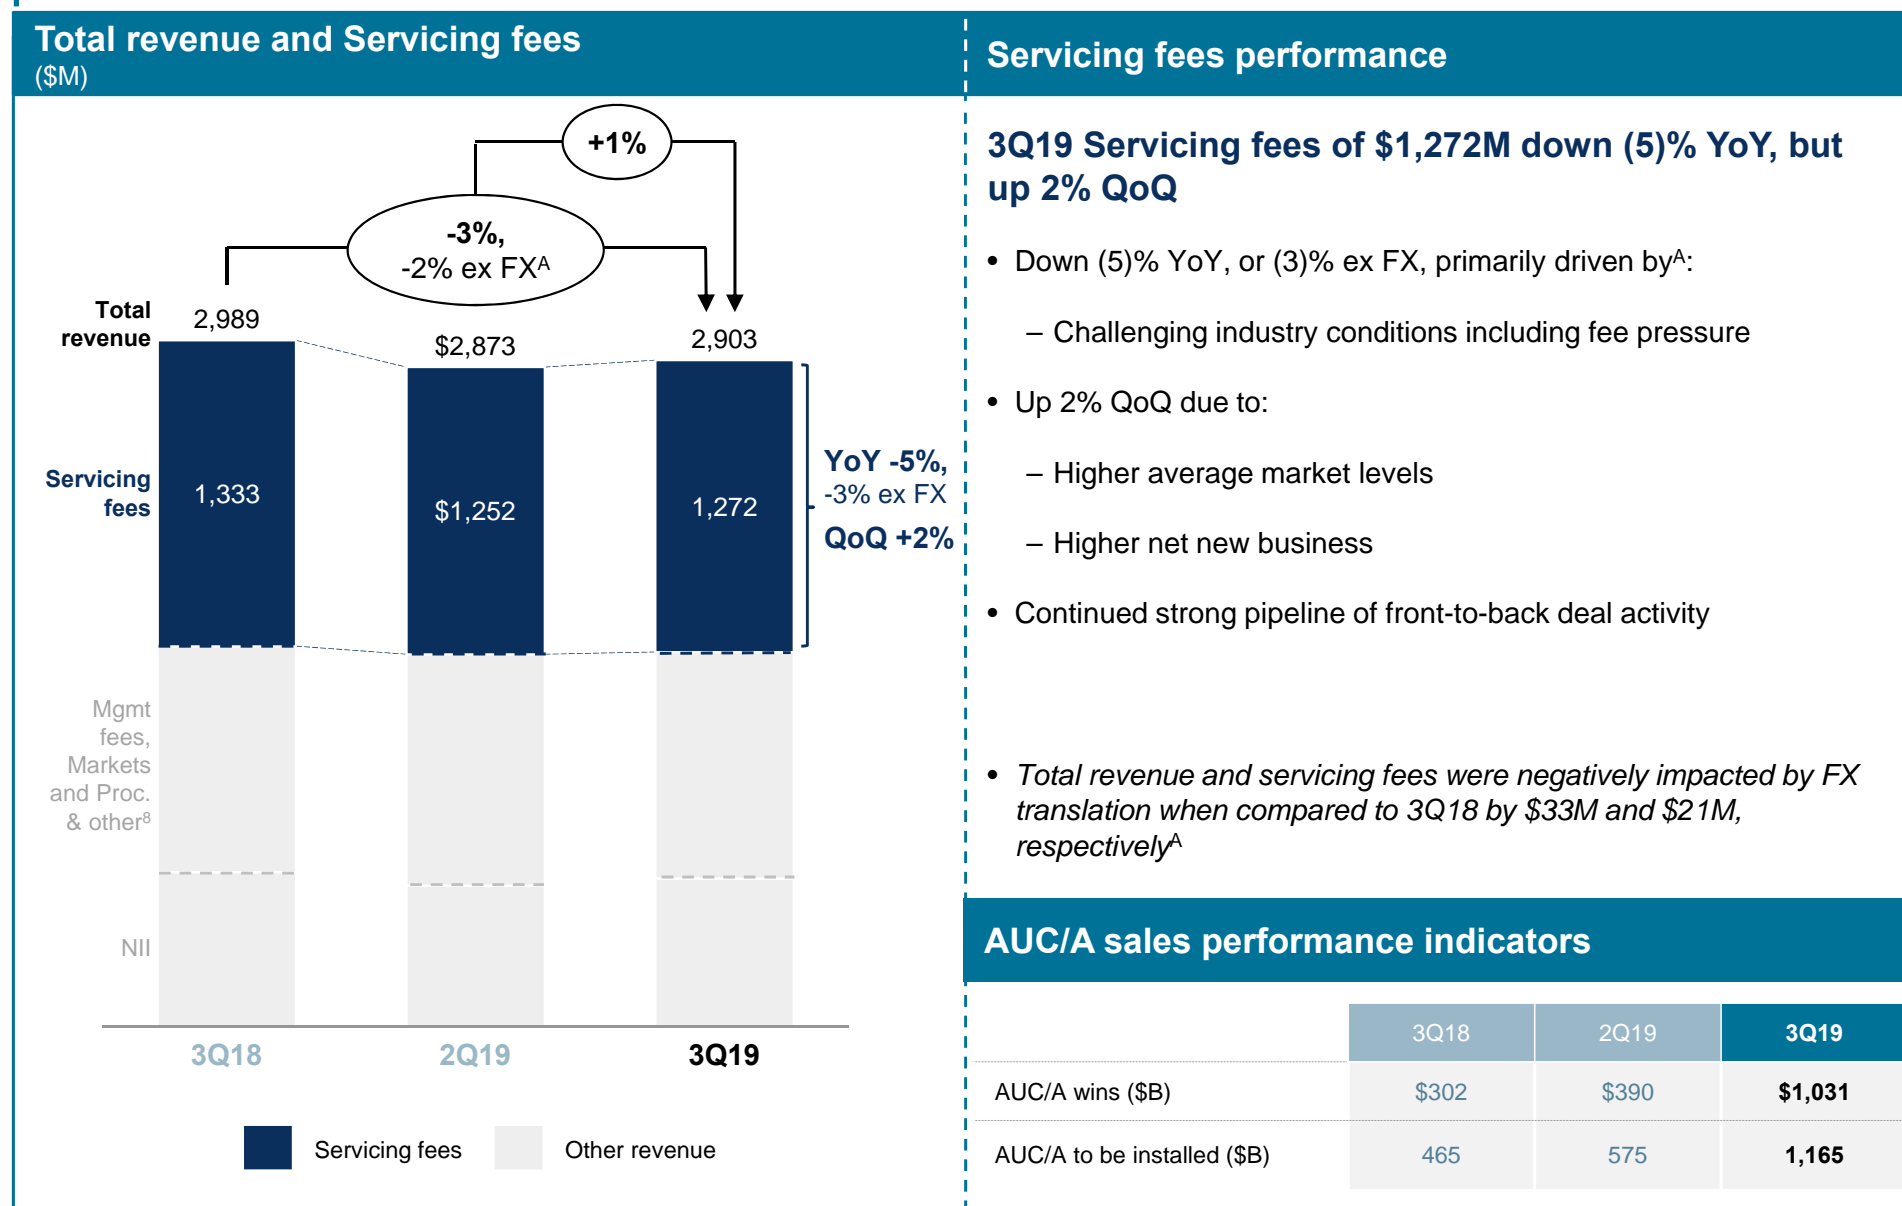 Total revenue and Servicing fees
($M)
+1%
-3%,
-2% ex FXA
Total
revenue
2,989
$2,873
2,903
Servicing
fees
1,333
$1,252
1,272
YoY -5%,
-3% ex FX
QoQ +2%
Mgmt
fees,
Markets
and Proc.
& other8
NII
3Q18
2Q19
3Q19
Servicing fees
Other revenue
Servicing fees performance
3Q19 Servicing fees of $1,272M down (5)% YoY, but
up 2% QoQ
• Down (5)% YoY, or (3)% ex FX, primarily driven byA:
– Challenging industry conditions including fee pressure
• Up 2% QoQ due to:
– Higher average market levels
– Higher net new business
• Continued strong pipeline of front-to-back deal activity
• Total revenue and servicing fees were negatively impacted by FX
translation when compared to 3Q18 by $33M and $21M,
respectivelyA
AUC/A sales performance indicators
3Q18 2Q19 3Q19
AUC/A wins ($B) $302 $390 $1,031
AUC/A to be installed ($B) 465 575 1,165